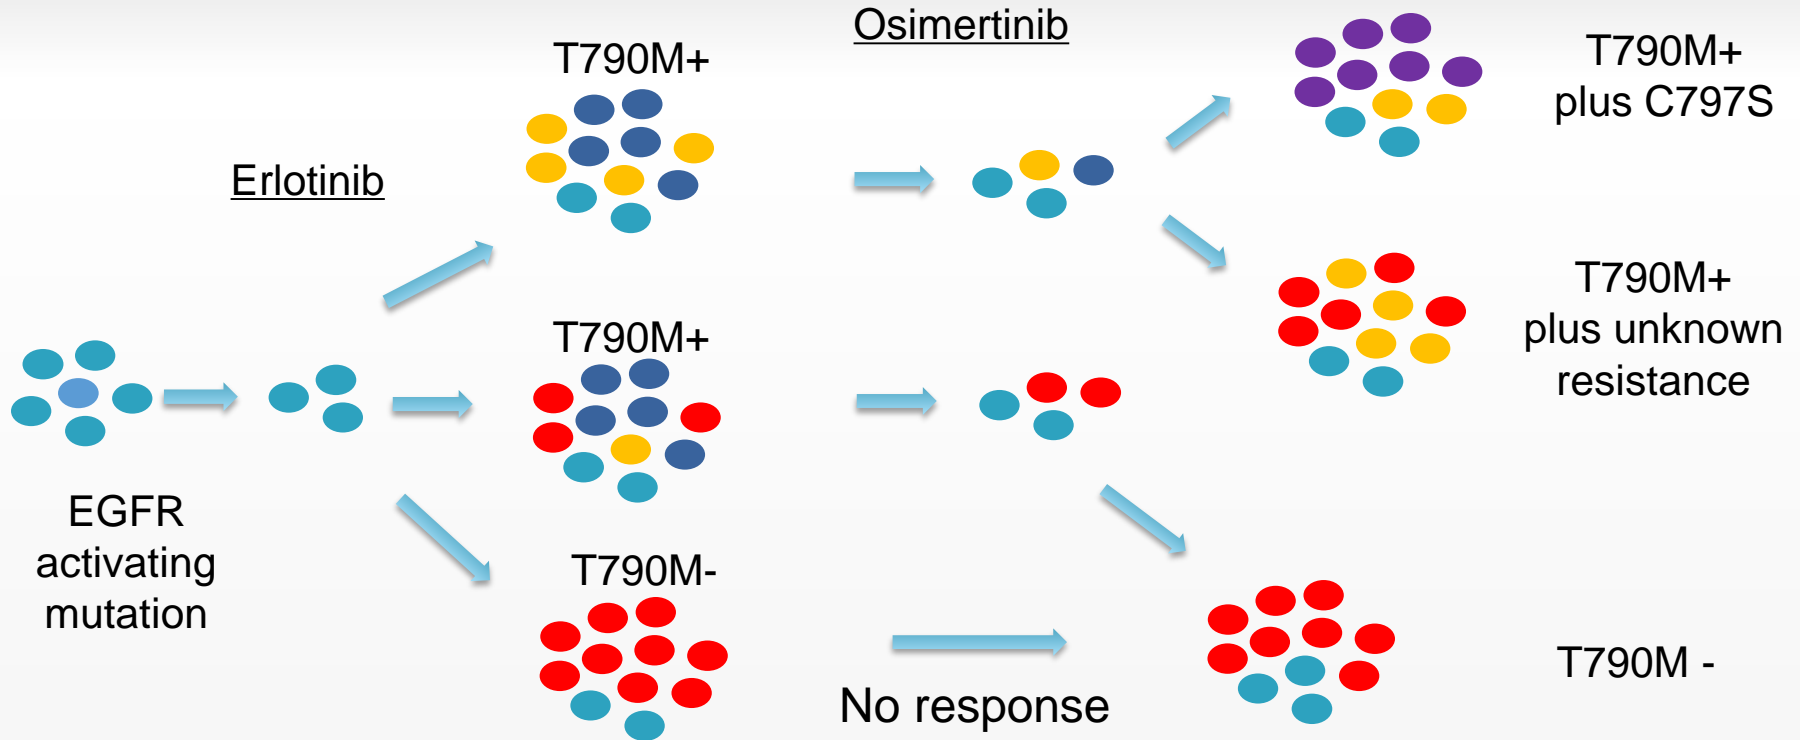 Osimertinib
T790M+
T790M+
plus C797S
Erlotinib
T790M+
T790M+
plus unknown
resistance
EGFR
activating
mutation
T790M-
No response
T790M -